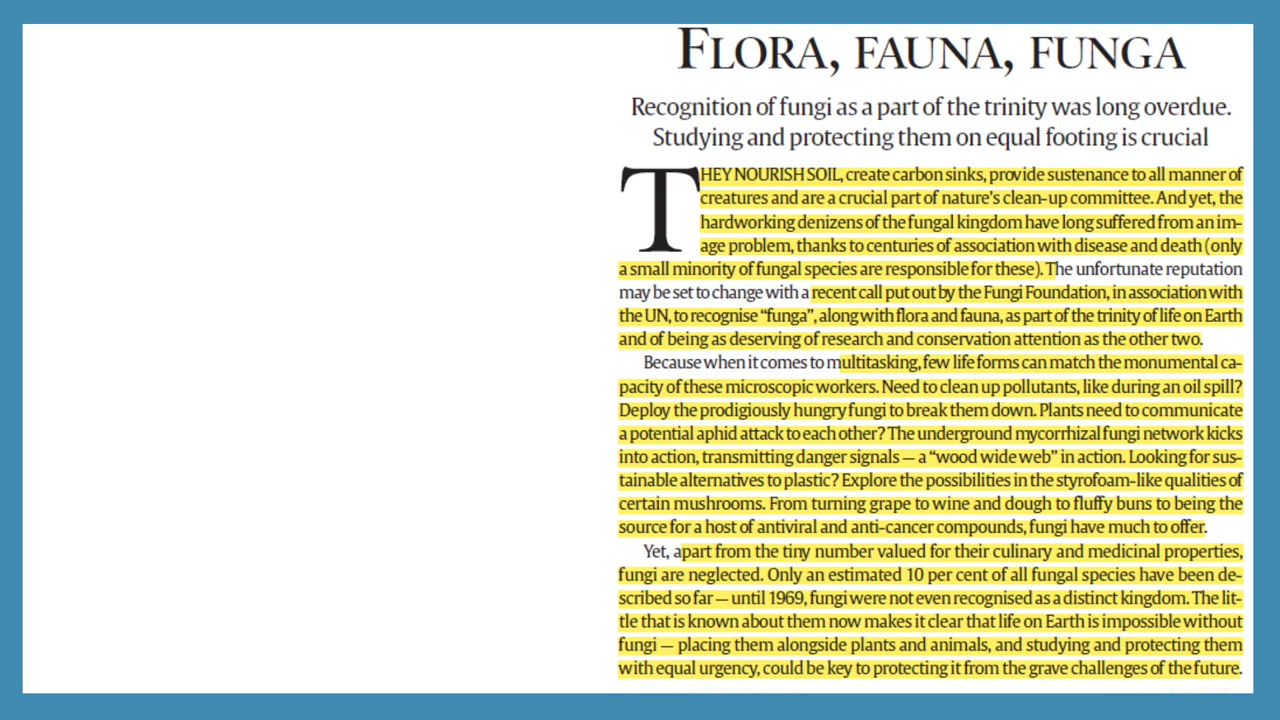 FLORA, FAUNA, FUNGA
Recognition of fungi as a part of the trinity was long overdue.
Studying and protecting them on equal footing is crucial
THEY NOURISH SOIL, create carbon sinks, provide sustenance to all manner of
creatures and are a crucial part of nature's clean-up committee. And yet, the
hardworking denizens of the fungal kingdom have long suffered from an im-
age problem, thanks to centuries of association with disease and death (only
a small minority of fungal species are responsible for these). The unfortunate reputation
may be set to change with a recent call put out by the Fungi Foundation, in association with
the UN, to recognise “funga”, along with flora and fauna, as part of the trinity of life on Earth
and of being as deserving of research and conservation attention as the other two.
Because when it comes to multitasking, few life forms can match the monumental ca-
pacity of these microscopic workers. Need to clean up pollutants, like during an oil spill?
Deploy the prodigiously hungry fungi to break them down. Plants need to communicate
a potential aphid attack to each other? The underground mycorrhizal fungi network kicks
into action, transmitting danger signals — a “wood wide web” in action. Looking for sus-
tainable alternatives to plastic? Explore the possibilities in the styrofoam-like qualities of
certain mushrooms. From turning grape to wine and dough to fluffy buns to being the
source for a host of antiviral and anti-cancer compounds, fungi have much to offer.
Yet, apart from the tiny number valued for their culinary and medicinal properties,
fungi are neglected. Only an estimated 10 per cent of all fungal species have been de-
scribed so far — until 1969, fungi were not even recognised as a distinct kingdom. The lit-
tle that is known about them now makes it clear that life on Earth is impossible without
fungi — placing them alongside plants and animals, and studying and protecting them
with equal urgency, could be key to protecting it from the grave challenges of the future.